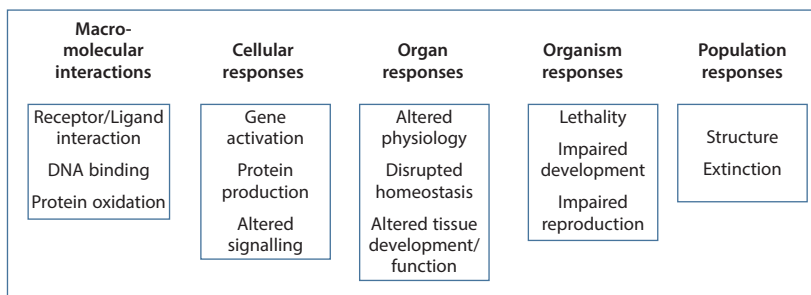 Macro-
molecular
interactions
Receptor/Ligand
interaction
DNA binding
Protein oxidation
Cellular
responses
Gene
activation
Protein
production
Altered
signalling
Organ
responses
Altered
physiology
Disrupted
homeostasis
Altered tissue
development/
function
Organism
responses
Lethality
Impaired
development
Impaired
reproduction
Population
responses
Structure
Extinction